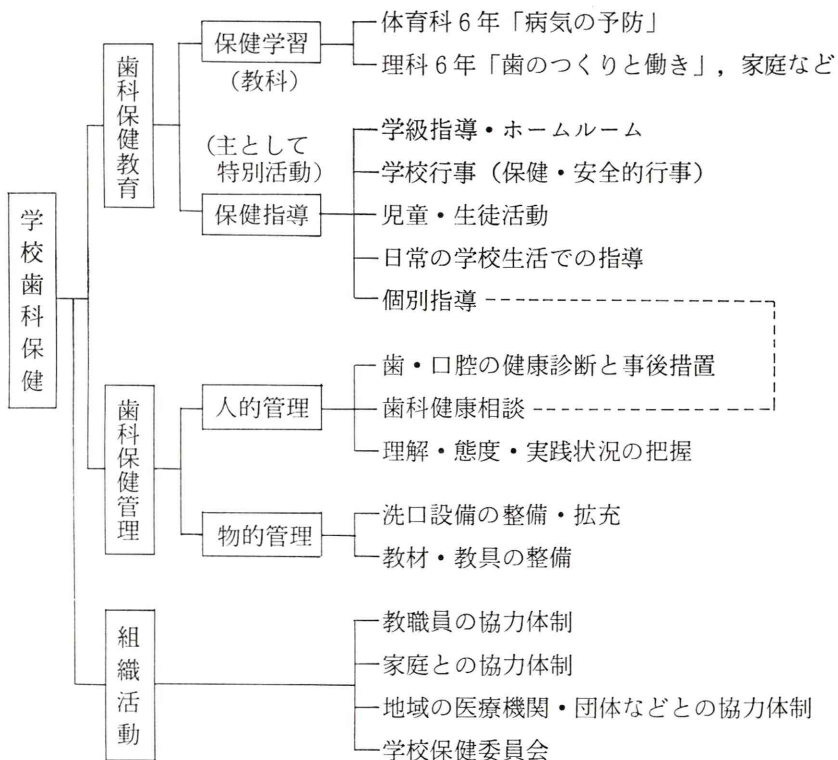 学校歯科保健
歯科保健教育
保健学習
(教科)
体育科6年「病気の予防」
理科6年「歯のつくりと働き」，家庭など
(主として
特別活動)
保健指導
学級指導・ホームルーム
学校行事（保健・安全的行事）
児童・生徒活動
日常の学校生活での指導
個別指導
歯科保健管理
人的管理
歯・口腔の健康診断と事後措置
歯科健康相談
理解・態度・実践状況の把握
物的管理
洗口設備の整備・拡充
教材・教具の整備
組織活動
教職員の協力体制
家庭との協力体制
地域の医療機関・団体などとの協力体制
学校保健委員会